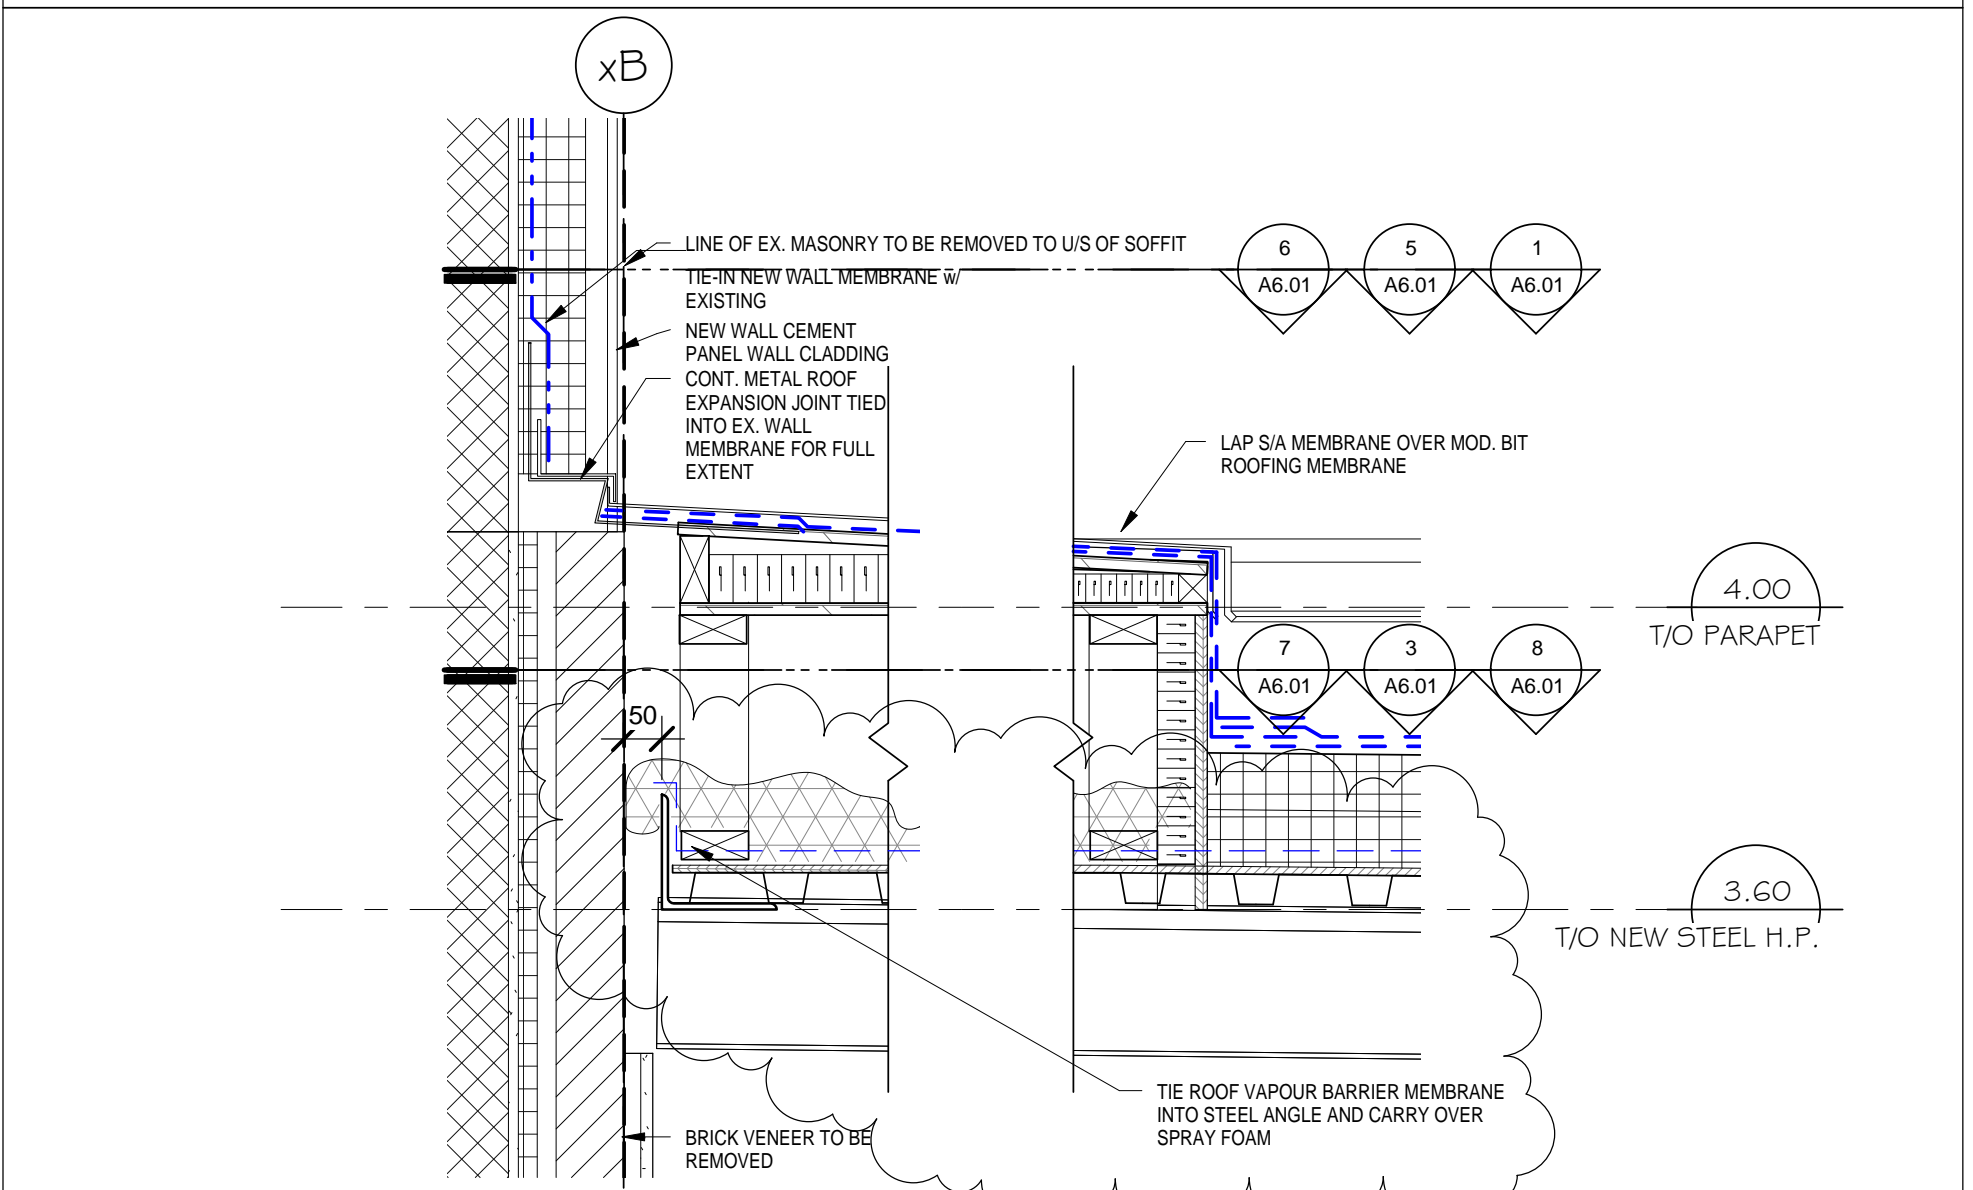 xB
LINE OF EX. MASONRY TO BE REMOVED TO U/S OF SOFFIT
TIE-IN NEW WALL MEMBRANE w/
EXISTING
NEW WALL CEMENT
PANEL WALL CLADDING
CONT. METAL ROOF
EXPANSION JOINT TIED
INTO EX. WALL
MEMBRANE FOR FULL
EXTENT
6
A6.01
5
A6.01
1
A6.01
LAP S/A MEMBRANE OVER MOD. BIT
ROOFING MEMBRANE
4.00
T/O PARAPET
7
A6.01
3
A6.01
8
A6.01
50
3.60
T/O NEW STEEL H.P.
TIE ROOF VAPOUR BARRIER MEMBRANE
INTO STEEL ANGLE AND CARRY OVER
SPRAY FOAM
BRICK VENEER TO BE
REMOVED